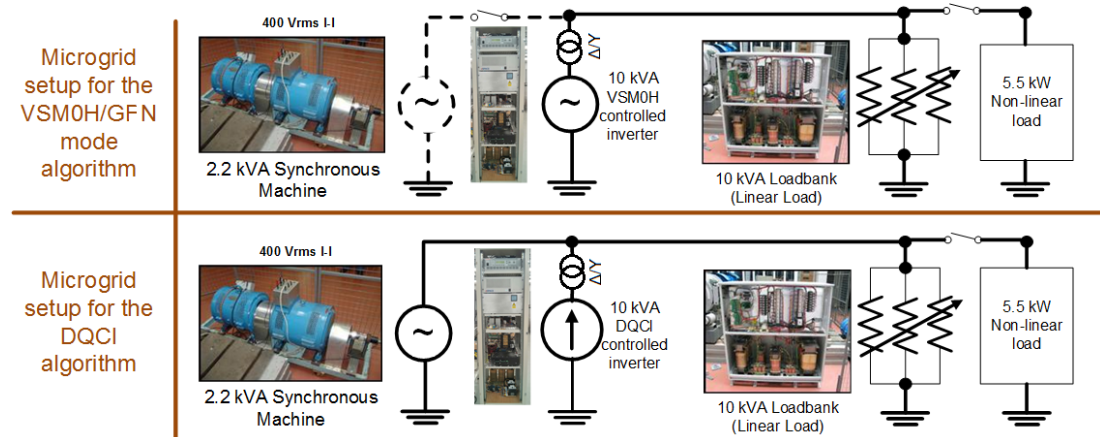 Microgrid
setup for the
VSM0H/GFN
mode
algorithm
400 Vrms l-l
2.2 kVA Synchronous
Machine
Δ/Y
10 kVA
VSM0H
controlled
inverter
10 kVA Loadbank
(Linear Load)
5.5 kW
Non-linear
load
Microgrid
setup for the
DQCI
algorithm
400 Vrms l-l
2.2 kVA Synchronous
Machine
Δ/Y
10 kVA
DQCI
controlled
inverter
10 kVA Loadbank
(Linear Load)
5.5 kW
Non-linear
load